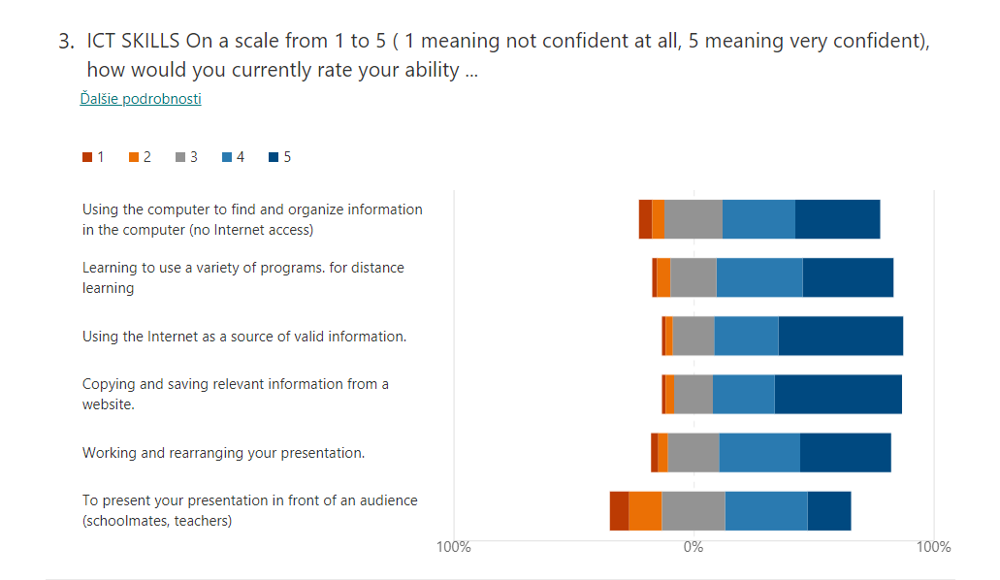 3. ICT SKILLS On a scale from 1 to 5 ( 1 meaning not confident at all, 5 meaning very confident),
how would you currently rate your ability ...
Ďalšie podrobnosti
1 2 3 4 5
Using the computer to find and organize information
in the computer (no Internet access)
Learning to use a variety of programs. for distance
learning
Using the Internet as a source of valid information.
Copying and saving relevant information from a
website.
Working and rearranging your presentation.
To present your presentation in front of an audience
(schoolmates, teachers)
100% 0% 100%